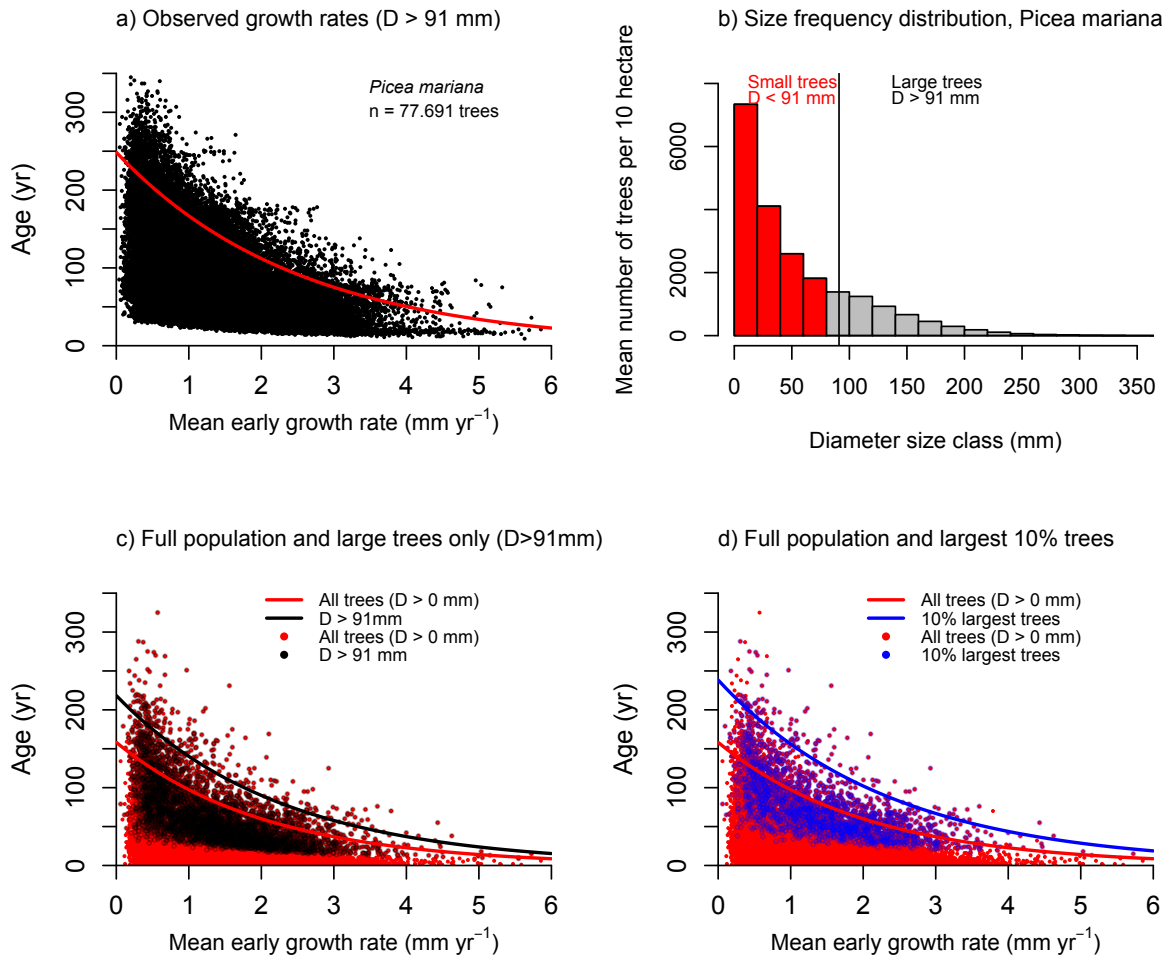 a) Observed growth rates (D > 91 mm)
Picea mariana
n = 77.691 trees
Age (yr)
0
100
200
300
0 1 2 3 4 5 6
Mean early growth rate (mm yr⁻¹)
b) Size frequency distribution, Picea mariana
Small trees
D < 91 mm
Large trees
D > 91 mm
Mean number of trees per 10 hectare
0
2000
6000
0 50 100 150 200 250 300 350
Diameter size class (mm)
c) Full population and large trees only (D>91mm)
All trees (D > 0 mm)
D > 91mm
All trees (D > 0 mm)
D > 91 mm
Age (yr)
0
100
200
300
0 1 2 3 4 5 6
Mean early growth rate (mm yr⁻¹)
d) Full population and largest 10% trees
All trees (D > 0 mm)
10% largest trees
All trees (D > 0 mm)
10% largest trees
Age (yr)
0
100
200
300
0 1 2 3 4 5 6
Mean early growth rate (mm yr⁻¹)